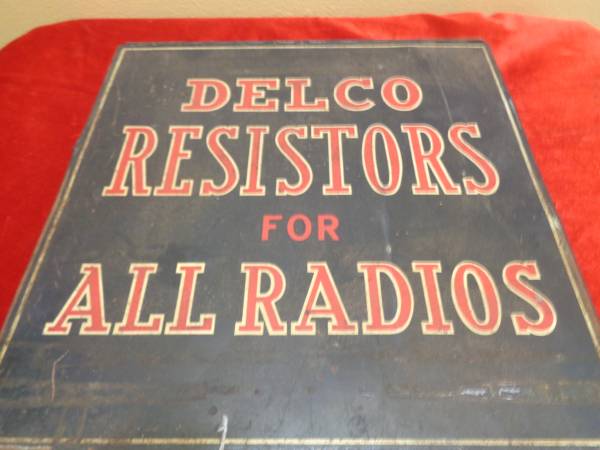 DELCO
RESISTORS
FOR
ALL RADIOS